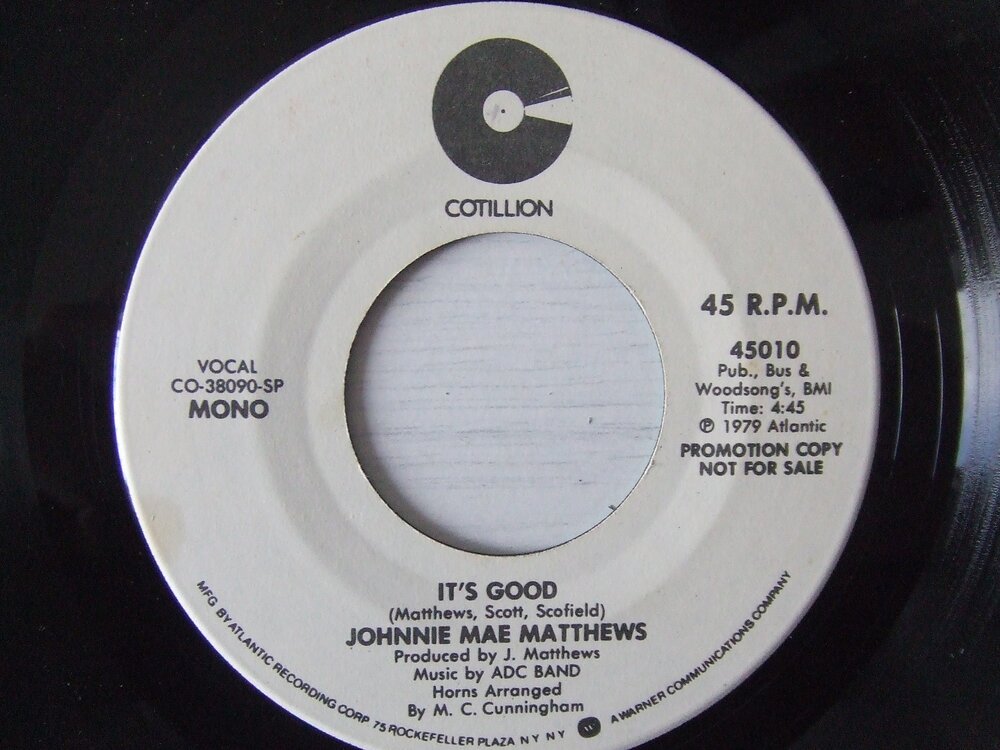 COTILLION
45 R.P.M.
45010
Pub., Bus &
Woodsong's, BMI
Time: 4:45
℗ 1979 Atlantic
PROMOTION COPY
NOT FOR SALE
VOCAL
CO-38090-SP
MONO
IT'S GOOD
(Matthews, Scott, Scofield)
JOHNNIE MAE MATTHEWS
Produced by J. Matthews
Music by ADC BAND
Horns Arranged
By M. C. Cunningham
MFG BY ATLANTIC RECORDING CORP 75 ROCKEFELLER PLAZA NY NY A WARNER COMMUNICATIONS COMPANY